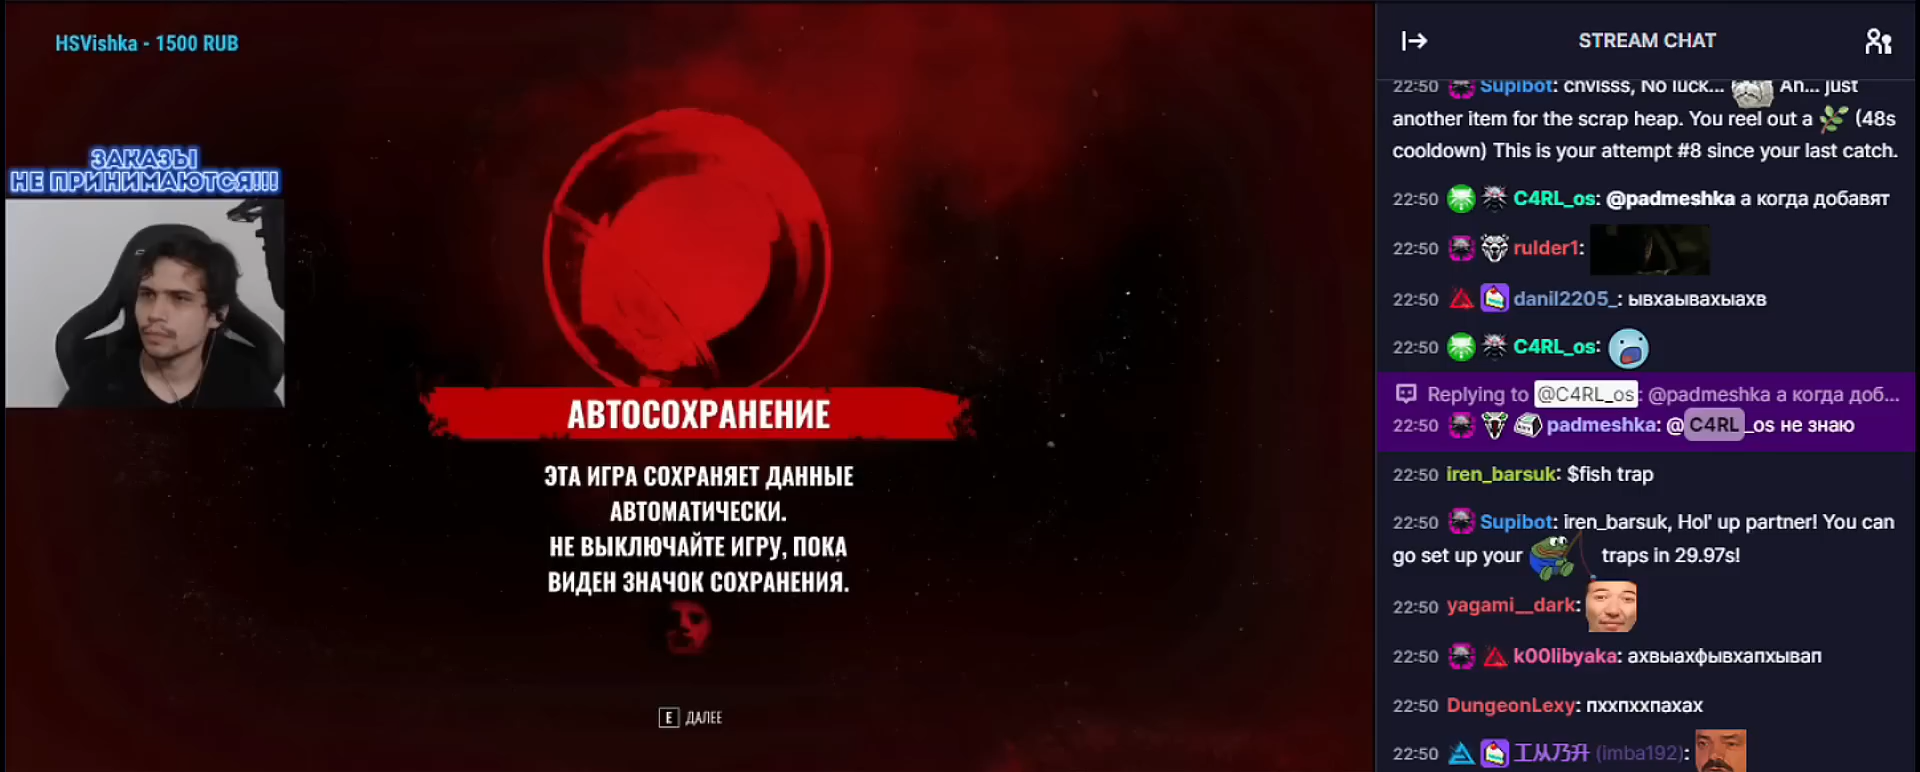 HSVishka - 1500 RUB
ЗАКАЗЫ
НЕ ПРИНИМАЮТСЯ!!!
АВТОСОХРАНЕНИЕ
ЭТА ИГРА СОХРАНЯЕТ ДАННЫЕ
АВТОМАТИЧЕСКИ.
НЕ ВЫКЛЮЧАЙТЕ ИГРУ, ПОКА
ВИДЕН ЗНАЧОК СОХРАНЕНИЯ.
E ДАЛЕЕ
STREAM CHAT
22:50 Supibot: cnvisss, No luck... Ah... just
another item for the scrap heap. You reel out a (48s
cooldown) This is your attempt #8 since your last catch.
22:50 C4RL_os: @padmeshka а когда добавят
22:50 rulder1:
22:50 danil2205_: ывхаывахыахв
22:50 C4RL_os:
Replying to @C4RL_os: @padmeshka а когда доб...
22:50 padmeshka: @C4RL_os не знаю
22:50 iren_barsuk: $fish trap
22:50 Supibot: iren_barsuk, Hol' up partner! You can
go set up your traps in 29.97s!
22:50 yagami__dark:
22:50 k00libyaka: ахвыахфывхапхывап
22:50 DungeonLexy: пххпххпахах
22:50 (imba192):